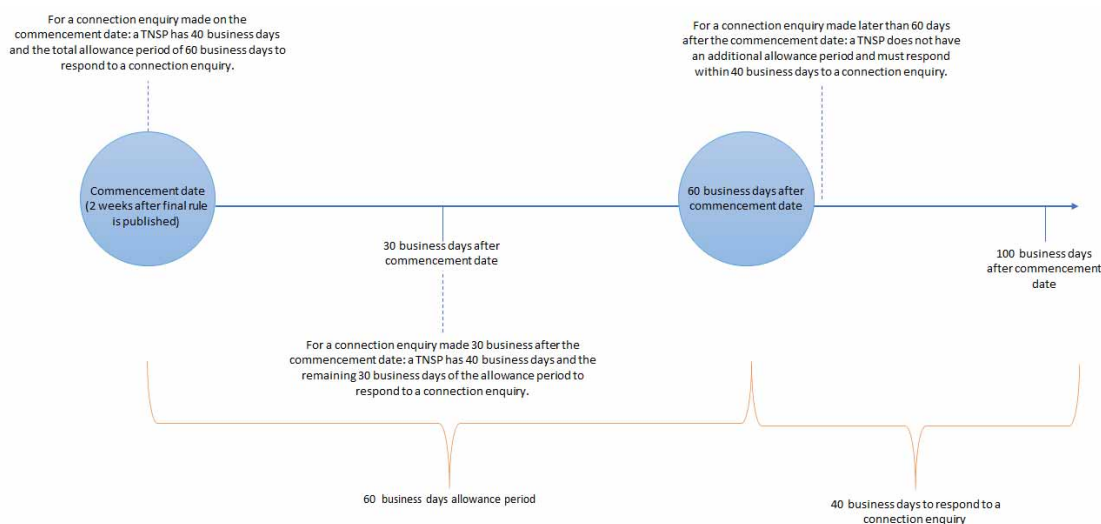 For a connection enquiry made on the
commencement date: a TNSP has 40 business days
and the total allowance period of 60 business days to
respond to a connection enquiry.
For a connection enquiry made later than 60 days
after the commencement date: a TNSP does not have
an additional allowance period and must respond
within 40 business days to a connection enquiry.
Commencement date
(2 weeks after final rule
is published)
60 business days after
commencement date
30 business days after
commencement date
100 business days
after commencement
date
For a connection enquiry made 30 business after the
commencement date: a TNSP has 40 business days and the
remaining 30 business days of the allowance period to
respond to a connection enquiry.
60 business days allowance period
40 business days to respond to a
connection enquiry